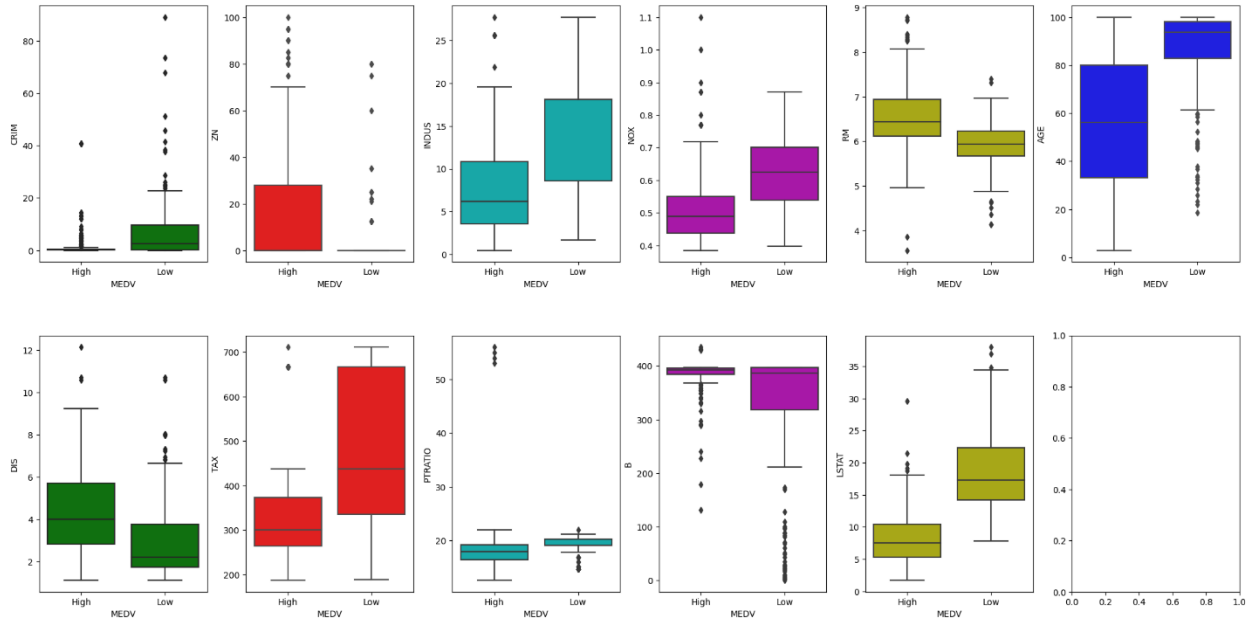 CRIM
80
60
40
20
0
High Low
MEDV
ZN
100
80
60
40
20
0
High Low
MEDV
INDUS
25
20
15
10
5
0
High Low
MEDV
NOX
1.1
1.0
0.9
0.8
0.7
0.6
0.5
0.4
High Low
MEDV
RM
9
8
7
6
5
4
High Low
MEDV
AGE
100
80
60
40
20
0
High Low
MEDV
DIS
12
10
8
6
4
2
High Low
MEDV
TAX
700
600
500
400
300
200
High Low
MEDV
PTRATIO
50
40
30
20
High Low
MEDV
B
400
300
200
100
0
High Low
MEDV
LSTAT
35
30
25
20
15
10
5
0
High Low
MEDV
1.0
0.8
0.6
0.4
0.2
0.0
0.0 0.2 0.4 0.6 0.8 1.0